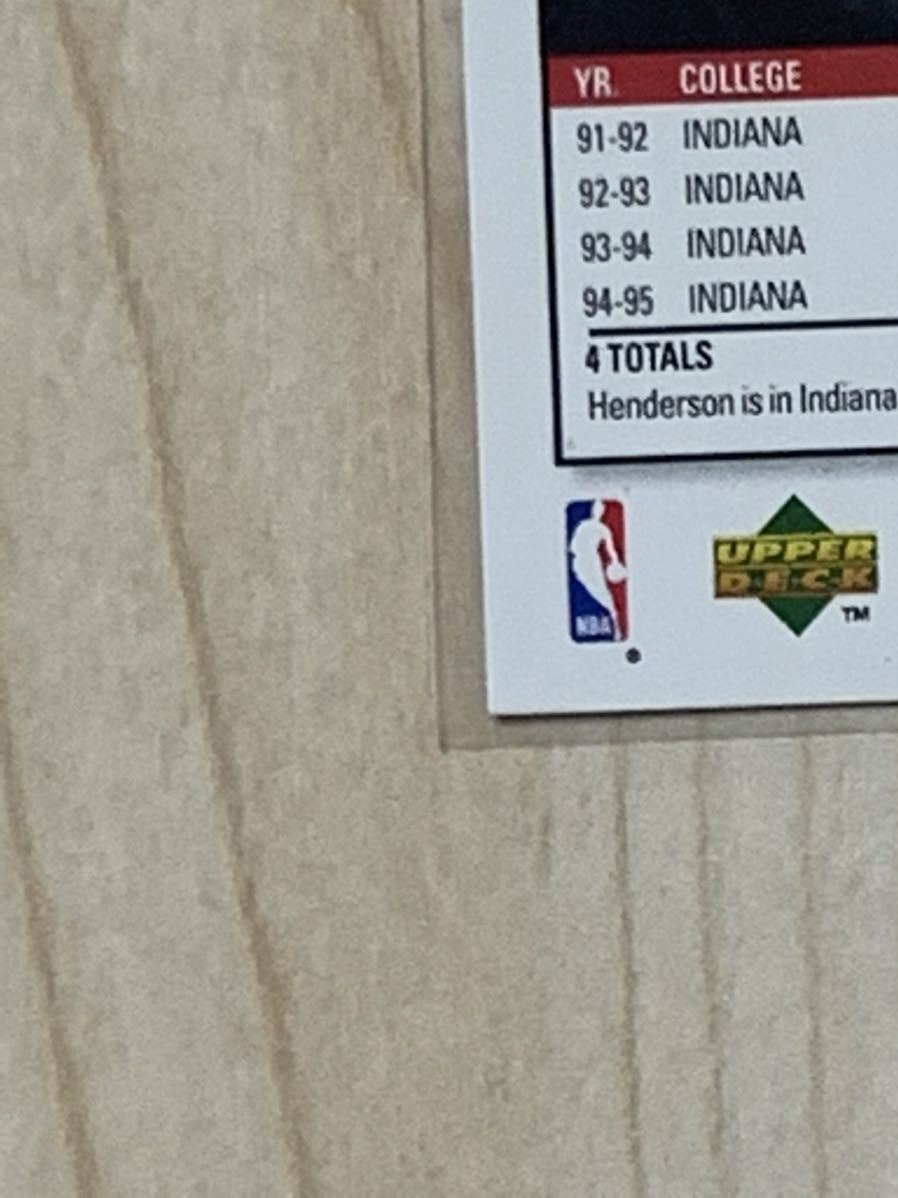 YR. COLLEGE
91-92 INDIANA
92-93 INDIANA
93-94 INDIANA
94-95 INDIANA
4 TOTALS
Henderson is in Indiana
NBA
UPPER
DECK
TM